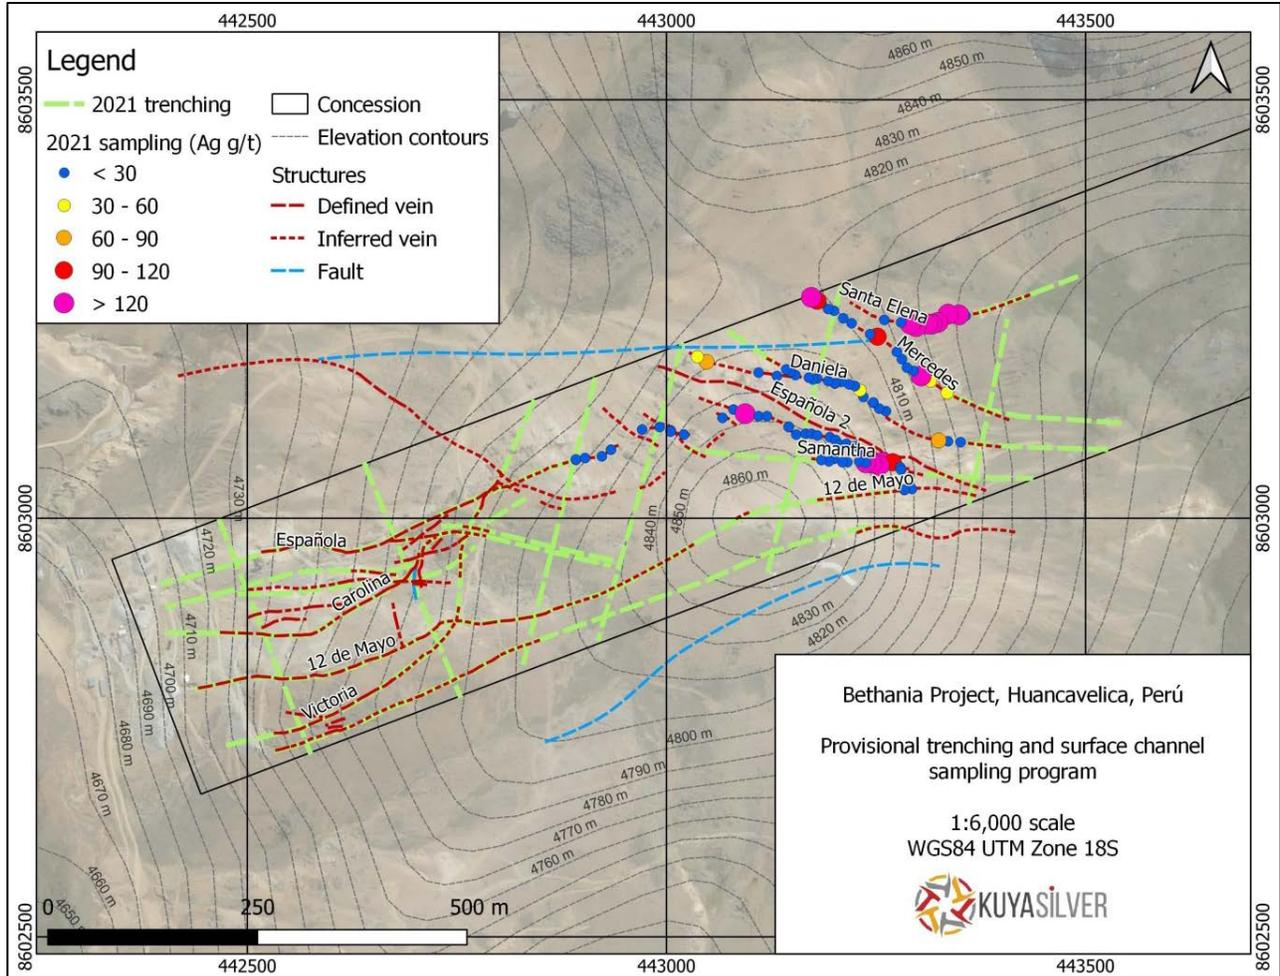 442500
443000
443500
8603500
8603500
Legend
2021 trenching
Concession
2021 sampling (Ag g/t)
Elevation contours
< 30
Structures
30 - 60
Defined vein
60 - 90
Inferred vein
90 - 120
Fault
> 120
4860 m
4850 m
4840 m
4830 m
4820 m
Santa Elena
Mercedes
Daniela
4810 m
Española 2
Samantha
12 de Mayo
4860 m
4850 m
4840 m
4730 m
4720 m
8603000
8603000
Española
Carolina
4710 m
12 de Mayo
4700 m
Victoria
4690 m
4680 m
4670 m
4660 m
4650
4830 m
4820 m
4800 m
4790 m
4780 m
4770 m
4760 m
Bethania Project, Huancavelica, Perú
Provisional trenching and surface channel
sampling program
1:6,000 scale
WGS84 UTM Zone 18S
KUYASILVER
0
250
500 m
8602500
8602500
442500
443000
443500